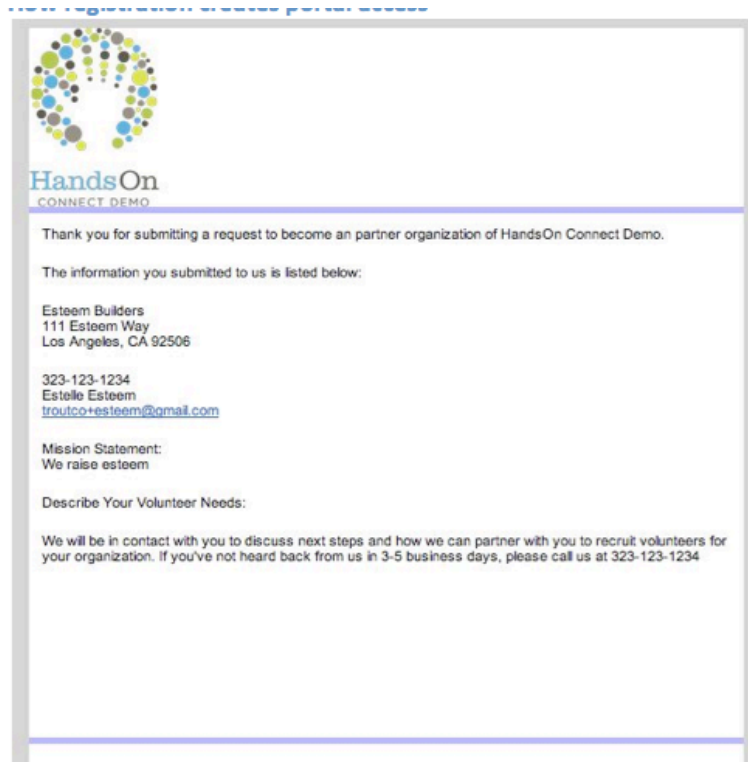 How registration creates portal access
HandsOn
CONNECT DEMO
Thank you for submitting a request to become an partner organization of HandsOn Connect Demo.
The information you submitted to us is listed below:
Esteem Builders
111 Esteem Way
Los Angeles, CA 92506
323-123-1234
Estelle Esteem
troutco+esteem@gmail.com
Mission Statement:
We raise esteem
Describe Your Volunteer Needs:
We will be in contact with you to discuss next steps and how we can partner with you to recruit volunteers for
your organization. If you've not heard back from us in 3-5 business days, please call us at 323-123-1234